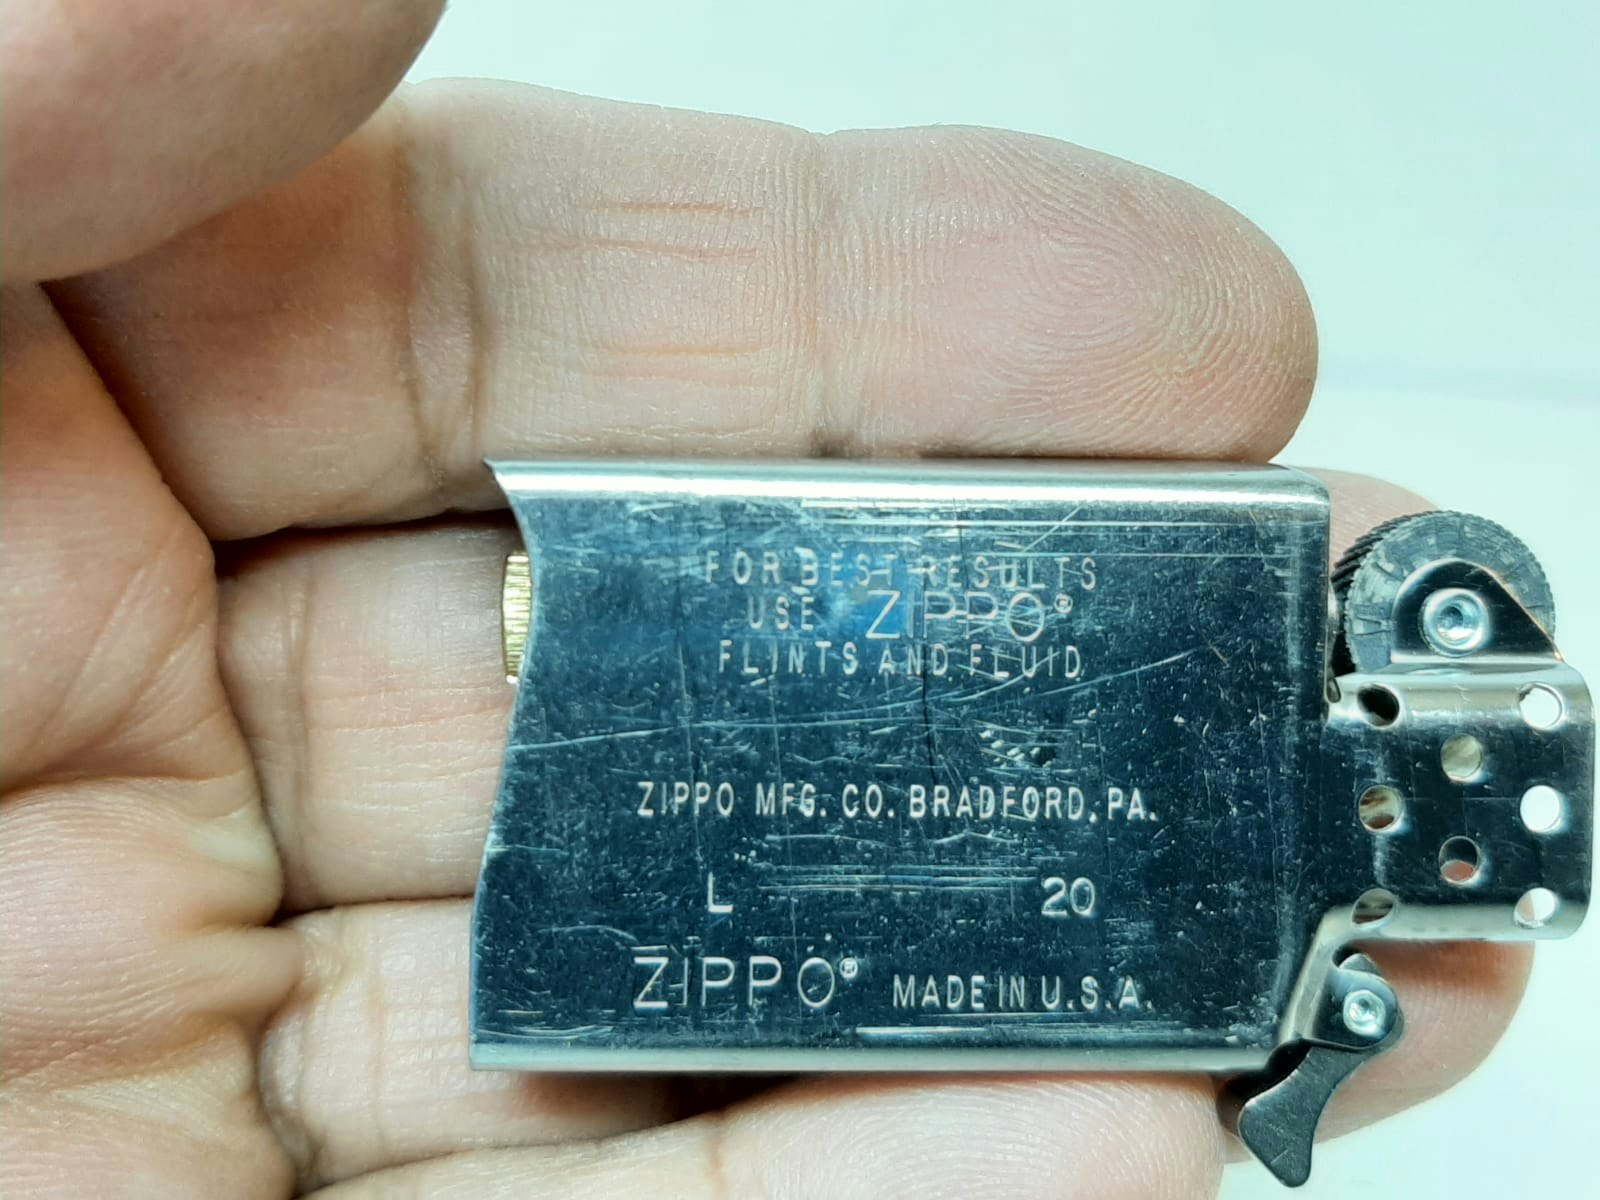 FOR BEST RESULTS
USE ZIPPO®
FLINTS AND FLUID
ZIPPO MFG. CO. BRADFORD, PA.
L 20
ZIPPO® MADE IN U.S.A.